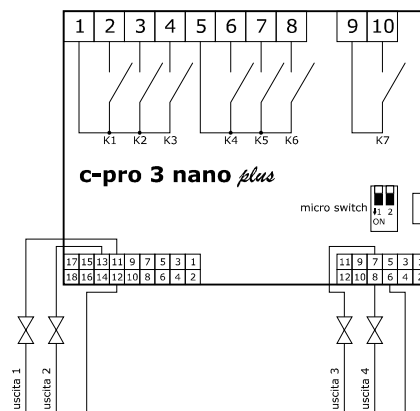 1 2 3 4 5 6 7 8 9 10
K1 K2 K3 K4 K5 K6 K7
c-pro 3 nano plus
micro switch
1 2
ON
17 15 13 11 9 7 5 3 1
18 16 14 12 10 8 6 4 2
11 9 7 5 3
12 10 8 6 4 2
uscita 1
uscita 2
uscita 3
uscita 4